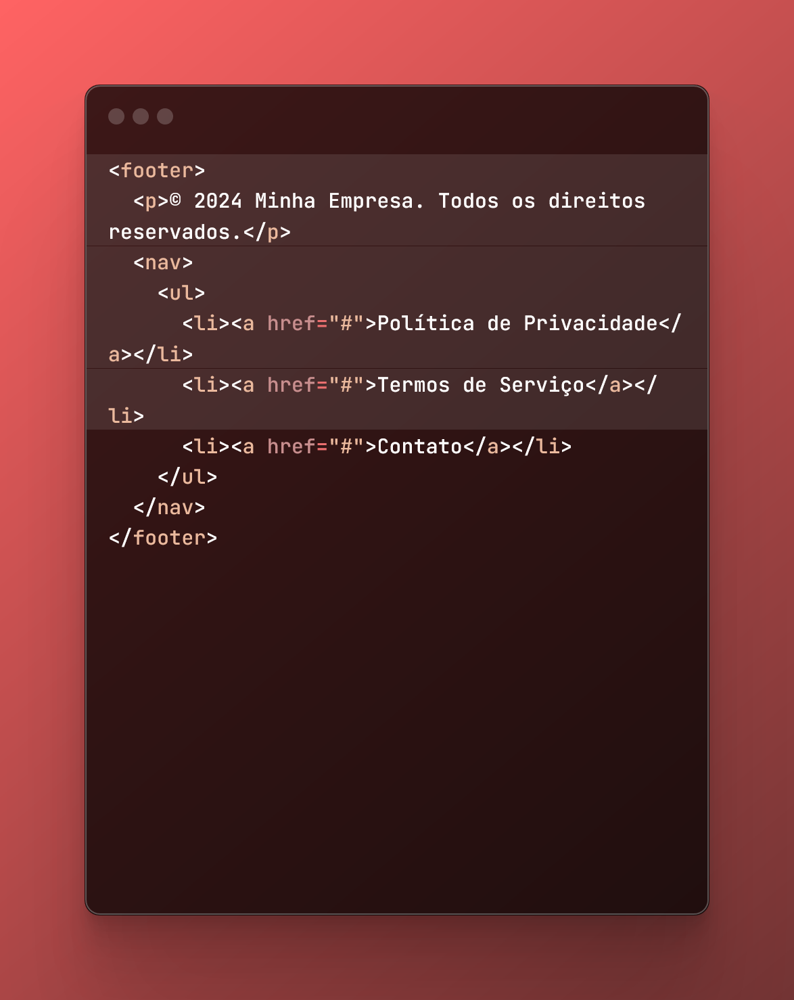 <footer>
  <p>© 2024 Minha Empresa. Todos os direitos
reservados.</p>
  <nav>
    <ul>
      <li><a href="#">Política de Privacidade</
a></li>
      <li><a href="#">Termos de Serviço</a></
li>
      <li><a href="#">Contato</a></li>
    </ul>
  </nav>
</footer>